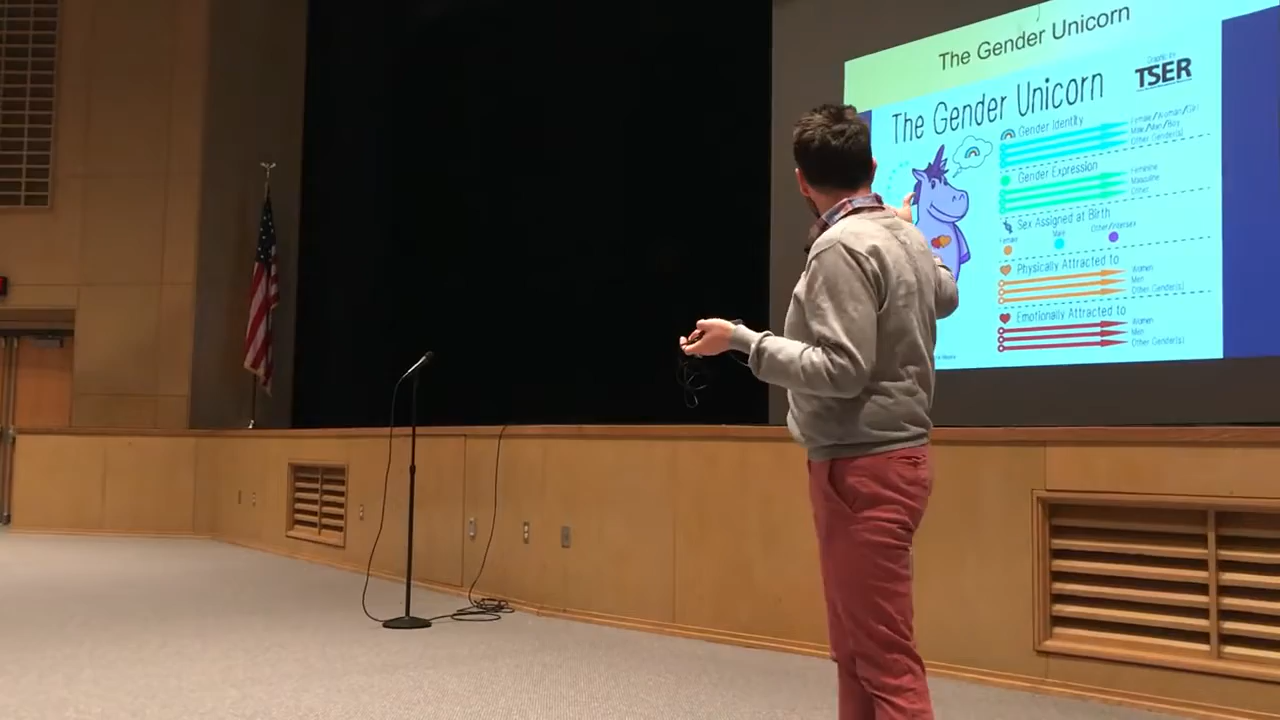 The Gender Unicorn
The Gender Unicorn
Graphic by:
TSER
Gender Identity
Female/Woman/Girl
Male/Man/Boy
Other Gender(s)
Gender Expression
Feminine
Masculine
Other
Sex Assigned at Birth
Female
Male
Other/Intersex
Physically Attracted to
Women
Men
Other Gender(s)
Emotionally Attracted to
Women
Men
Other Gender(s)